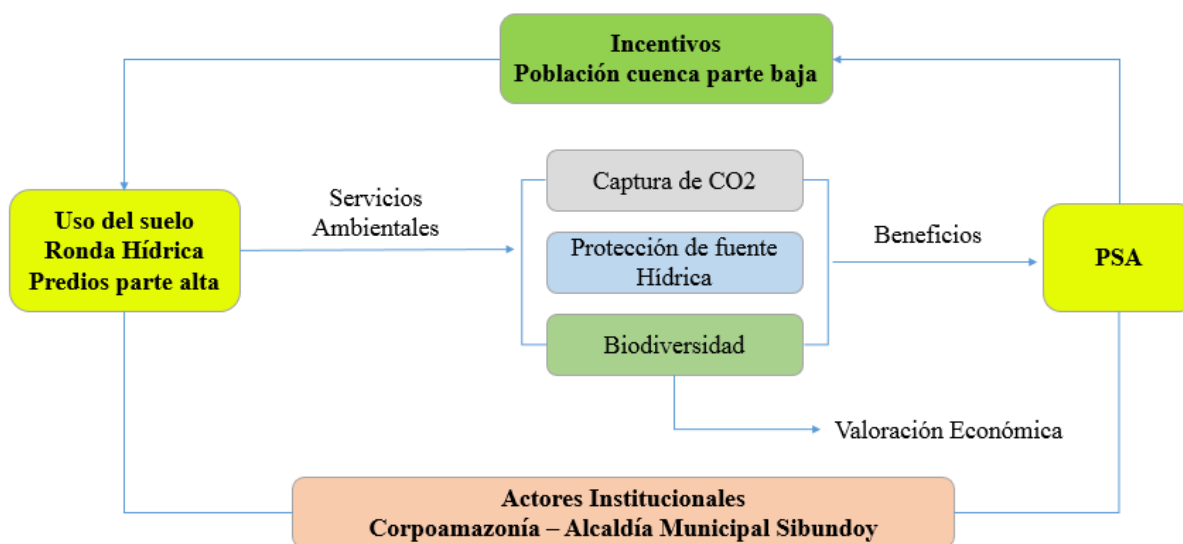 Incentivos
Población cuenca parte baja
Captura de CO2
Servicios
Ambientales
Uso del suelo
Ronda Hídrica
Predios parte alta
Protección de fuente
Hídrica
Beneficios
PSA
Biodiversidad
Valoración Económica
Actores Institucionales
Corpoamazonía – Alcaldía Municipal Sibundoy